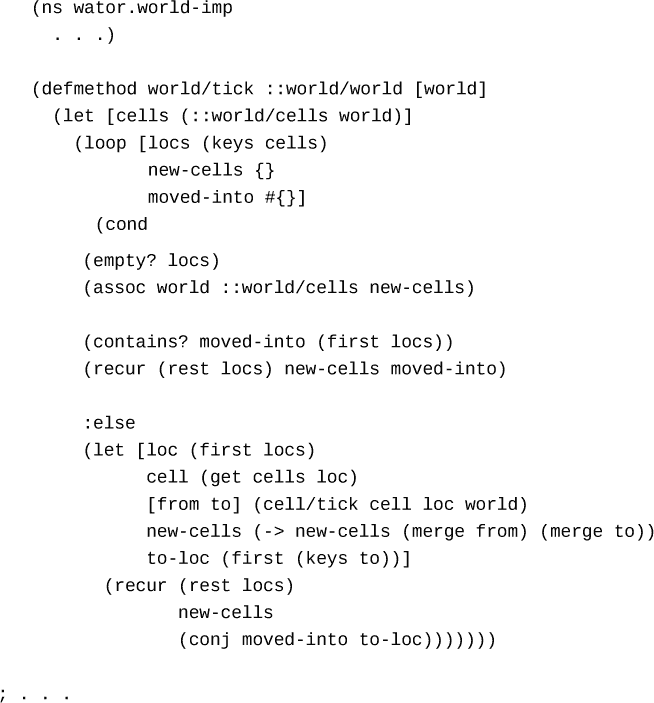 (ns wator.world-imp
  . . .)

(defmethod world/tick ::world/world [world]
  (let [cells (::world/cells world)]
    (loop [locs (keys cells)
           new-cells {}
           moved-into #{}]
      (cond
     (empty? locs)
     (assoc world ::world/cells new-cells)

     (contains? moved-into (first locs))
     (recur (rest locs) new-cells moved-into)

     :else
     (let [loc (first locs)
           cell (get cells loc)
           [from to] (cell/tick cell loc world)
           new-cells (-> new-cells (merge from) (merge to))
           to-loc (first (keys to))]
       (recur (rest locs)
              new-cells
              (conj moved-into to-loc)))))))

; . . .